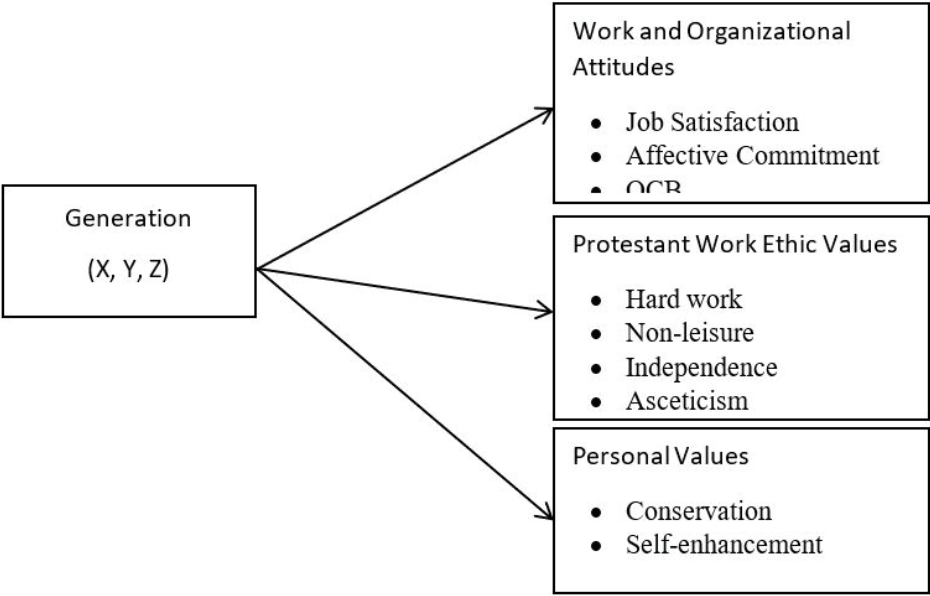 Work and Organizational
Attitudes
• Job Satisfaction
• Affective Commitment
• OCB
Generation
(X, Y, Z)
Protestant Work Ethic Values
• Hard work
• Non-leisure
• Independence
• Asceticism
Personal Values
• Conservation
• Self-enhancement